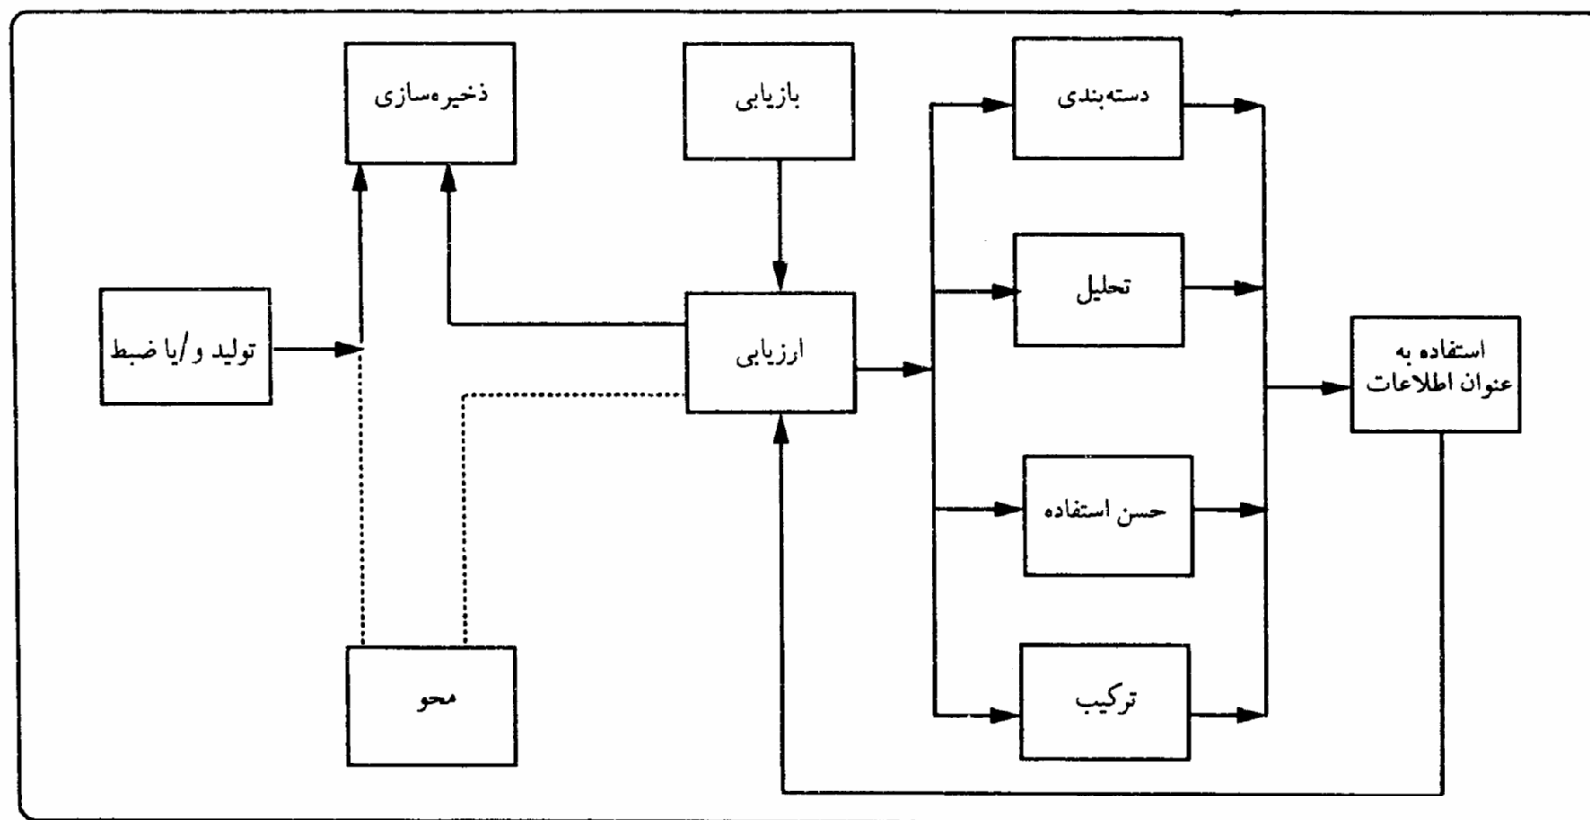 ذخیره‌سازی
بازیابی
دسته‌بندی
تحلیل
تولید و/یا ضبط
ارزیابی
استفاده به
عنوان اطلاعات
حسن استفاده
محو
ترکیب